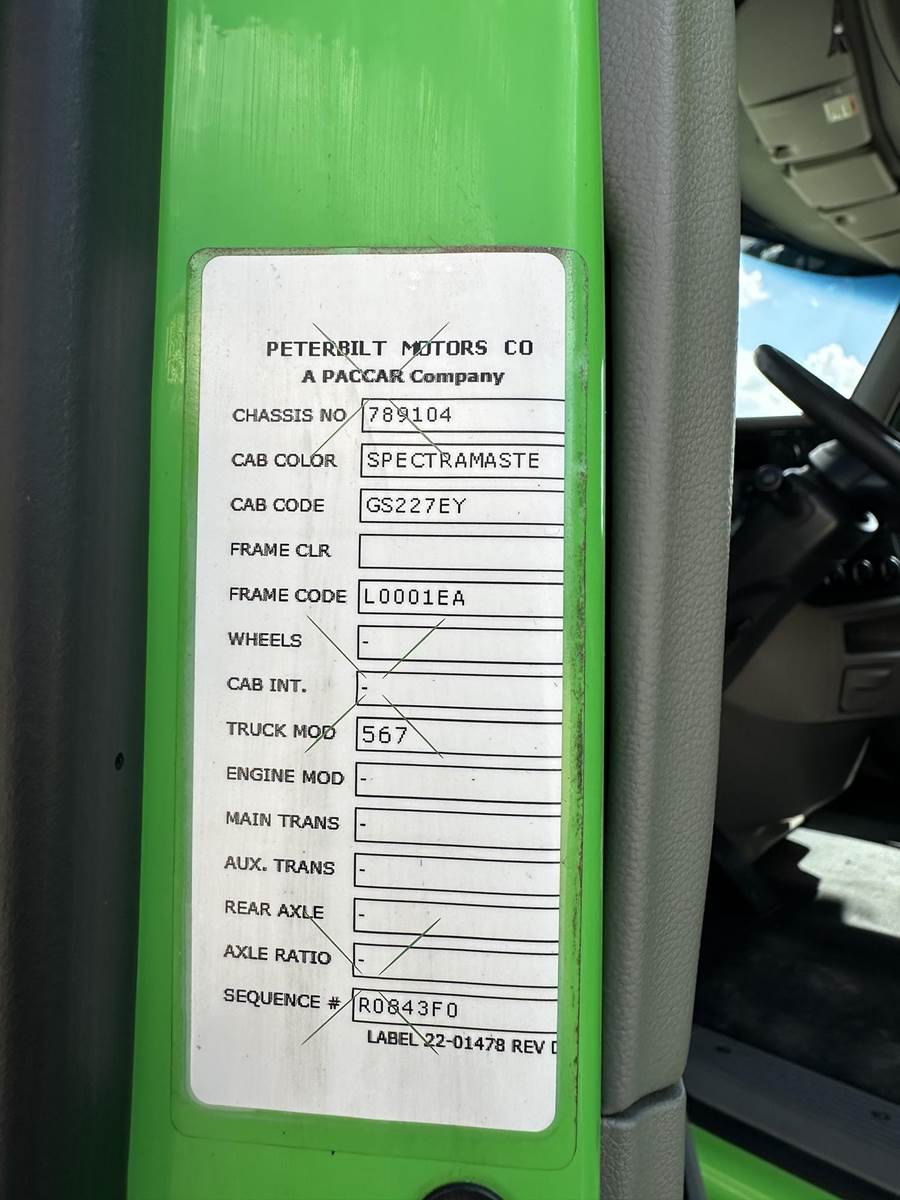 PETERBILT MOTORS CO
A PACCAR Company
CHASSIS NO 789104
CAB COLOR SPECTRAMASTE
CAB CODE GS227EY
FRAME CLR
FRAME CODE L0001EA
WHEELS -
CAB INT. -
TRUCK MOD 567
ENGINE MOD - -
MAIN TRANS -
AUX. TRANS -
REAR AXLE -
AXLE RATIO -
SEQUENCE # R0843F0
LABEL 22-01478 REV D